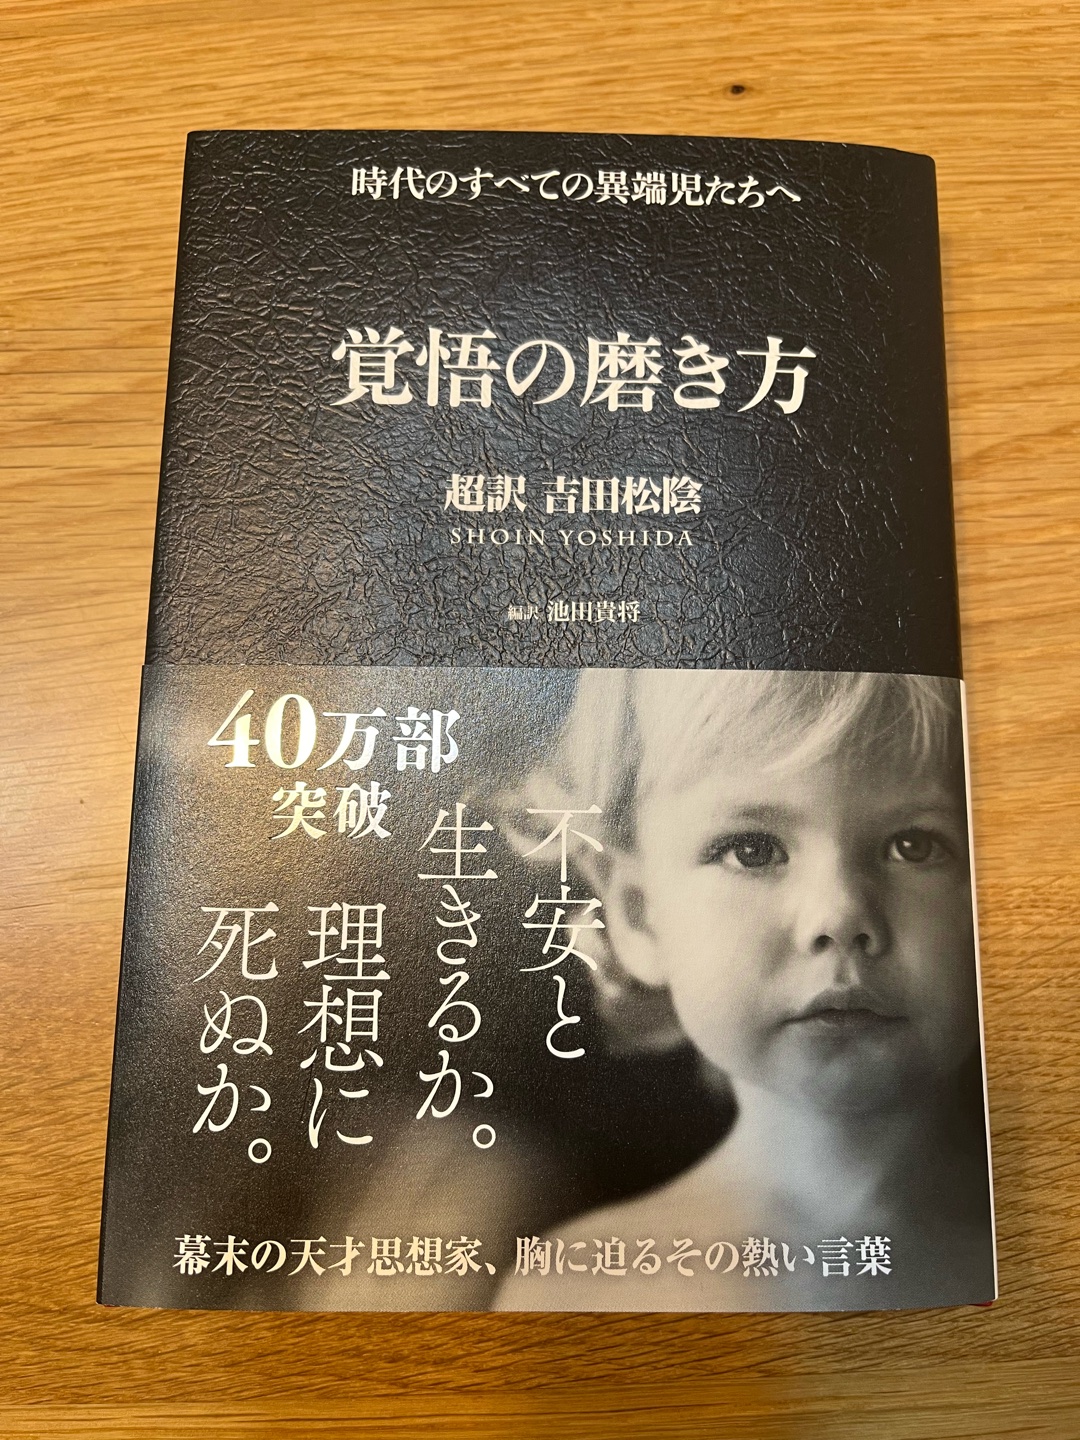 時代のすべての異端児たちへ
覚悟の磨き方
超訳 吉田松陰
SHOIN YOSHIDA
編訳 池田貴将
40万部
突破
不安と
生きるか。
理想に
死ぬか。
幕末の天才思想家、胸に迫るその熱い言葉